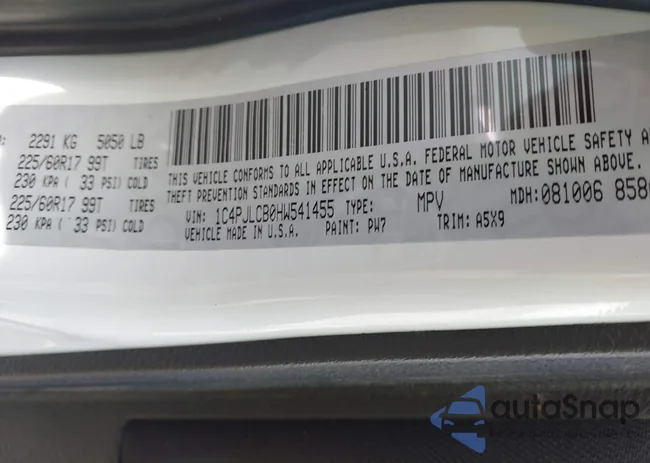 2291 KG 5050 LB
225/60R17 99T TIRES
230 KPA ( 33 PSI) COLD
225/60R17 99T TIRES
230 KPA ( 33 PSI) COLD
THIS VEHICLE CONFORMS TO ALL APPLICABLE U.S.A. FEDERAL MOTOR VEHICLE SAFETY
THEFT PREVENTION STANDARDS IN EFFECT ON THE DATE OF MANUFACTURE SHOWN ABOVE.
VIN: 1C4PJLCB0HW541455 TYPE: MPV MDH: 081006 858
VEHICLE MADE IN U.S.A. PAINT: PW7 TRIM: A5X9
autoSnap